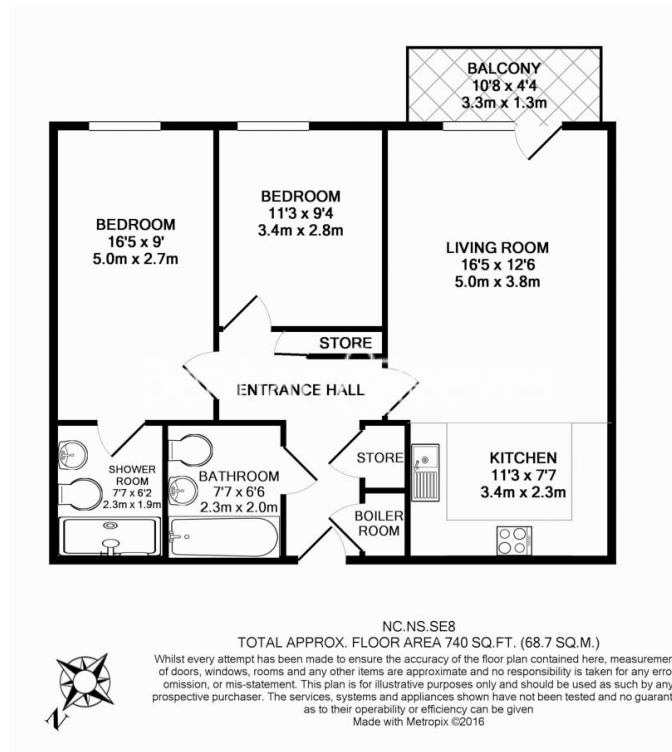 BALCONY
10'8 x 4'4
3.3m x 1.3m
BEDROOM
11'3 x 9'4
3.4m x 2.8m
BEDROOM
16'5 x 9'
5.0m x 2.7m
LIVING ROOM
16'5 x 12'6
5.0m x 3.8m
STORE
ENTRANCE HALL
STORE
KITCHEN
11'3 x 7'7
3.4m x 2.3m
SHOWER
ROOM
7'7 x 6'2
2.3m x 1.9m
BATHROOM
7'7 x 6'6
2.3m x 2.0m
BOILER
ROOM
NC.NS.SE8
TOTAL APPROX. FLOOR AREA 740 SQ.FT. (68.7 SQ.M.)
Whilst every attempt has been made to ensure the accuracy of the floor plan contained here, measuremen
of doors, windows, rooms and any other items are approximate and no responsibility is taken for any erro
omission, or mis-statement. This plan is for illustrative purposes only and should be used as such by any
prospective purchaser. The services, systems and appliances shown have not been tested and no guarant
as to their operability or efficiency can be given
Made with Metropix ©2016
N